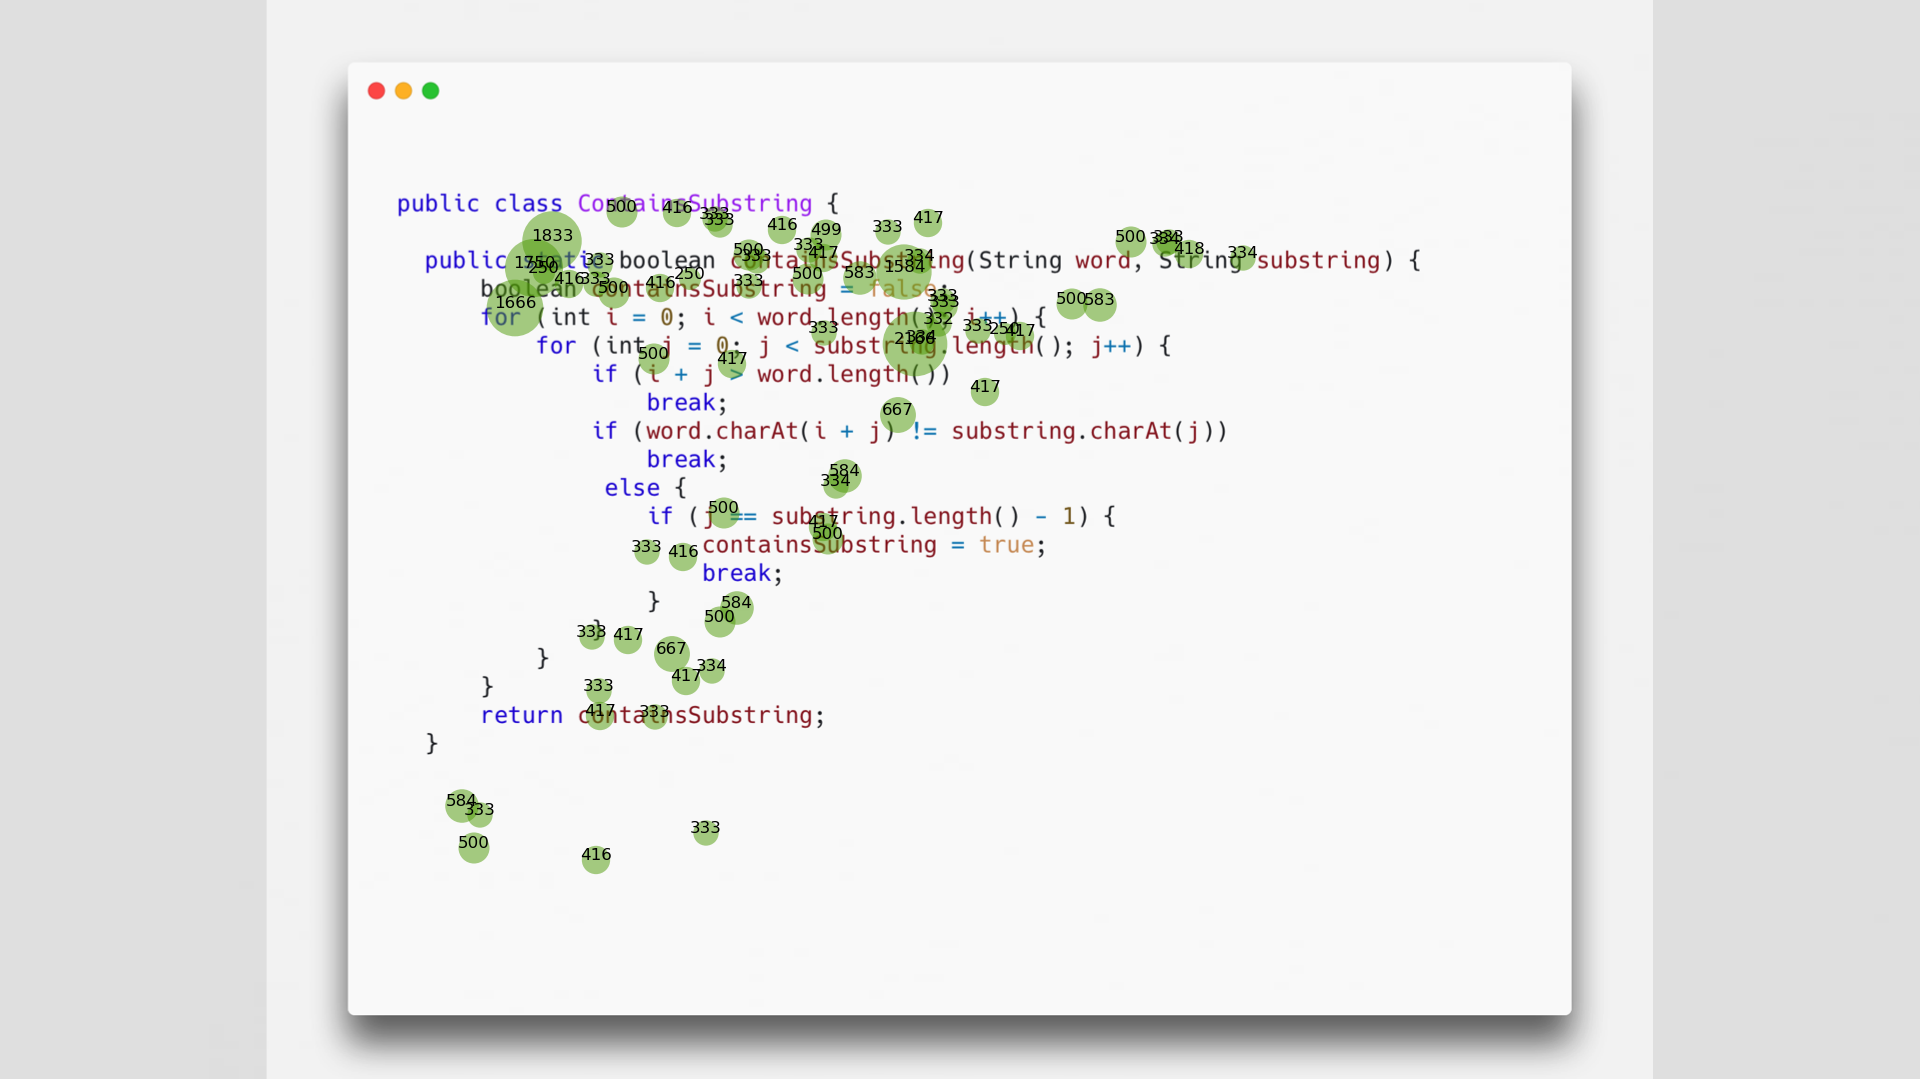 public class ContainsSubstring {
public static boolean containsSubstring(String word, String substring) {
boolean containsSubstring = false;
for (int i = 0; i < word.length(); i++) {
for (int j = 0; j < substring.length(); j++) {
if (i + j > word.length())
break;
if (word.charAt(i + j) != substring.charAt(j))
break;
else {
if (j == substring.length() - 1) {
containsSubstring = true;
break;
}
}
}
}
return containsSubstring;
}
500 416 333 333 416 499 333 417
1833 500 333 333 417 334 1584 500 333 418 334
1750 250 333 416 333 500 416 250 333 500 583
1666 333 333 332 333 250 417 500 583
333 2166 334
500 417 417
667
584 334
500 417 500
333 416
584 500
333 417 667 334 417
333 417 333
584 333
500 416 333